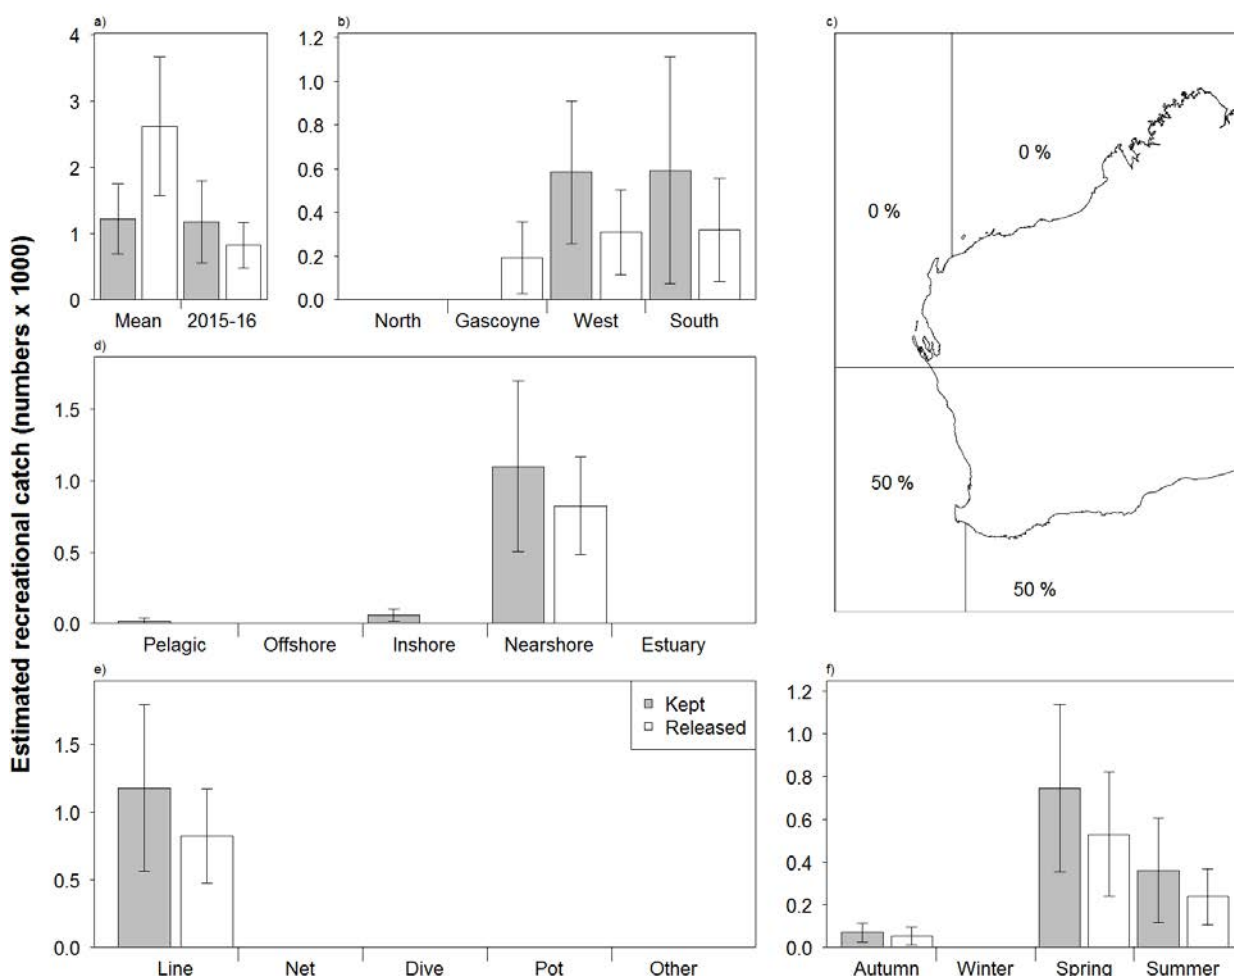 a)
4
3
2
1
0
Mean 2015-16
b)
1.2
1.0
0.8
0.6
0.4
0.2
0.0
North Gascoyne West South
c)
0 %
0 %
50 %
50 %
Estimated recreational catch (numbers x 1000)
d)
1.5
1.0
0.5
0.0
Pelagic Offshore Inshore Nearshore Estuary
e)
1.5
1.0
0.5
0.0
Kept
Released
Line Net Dive Pot Other
f)
1.2
1.0
0.8
0.6
0.4
0.2
0.0
Autumn Winter Spring Summer